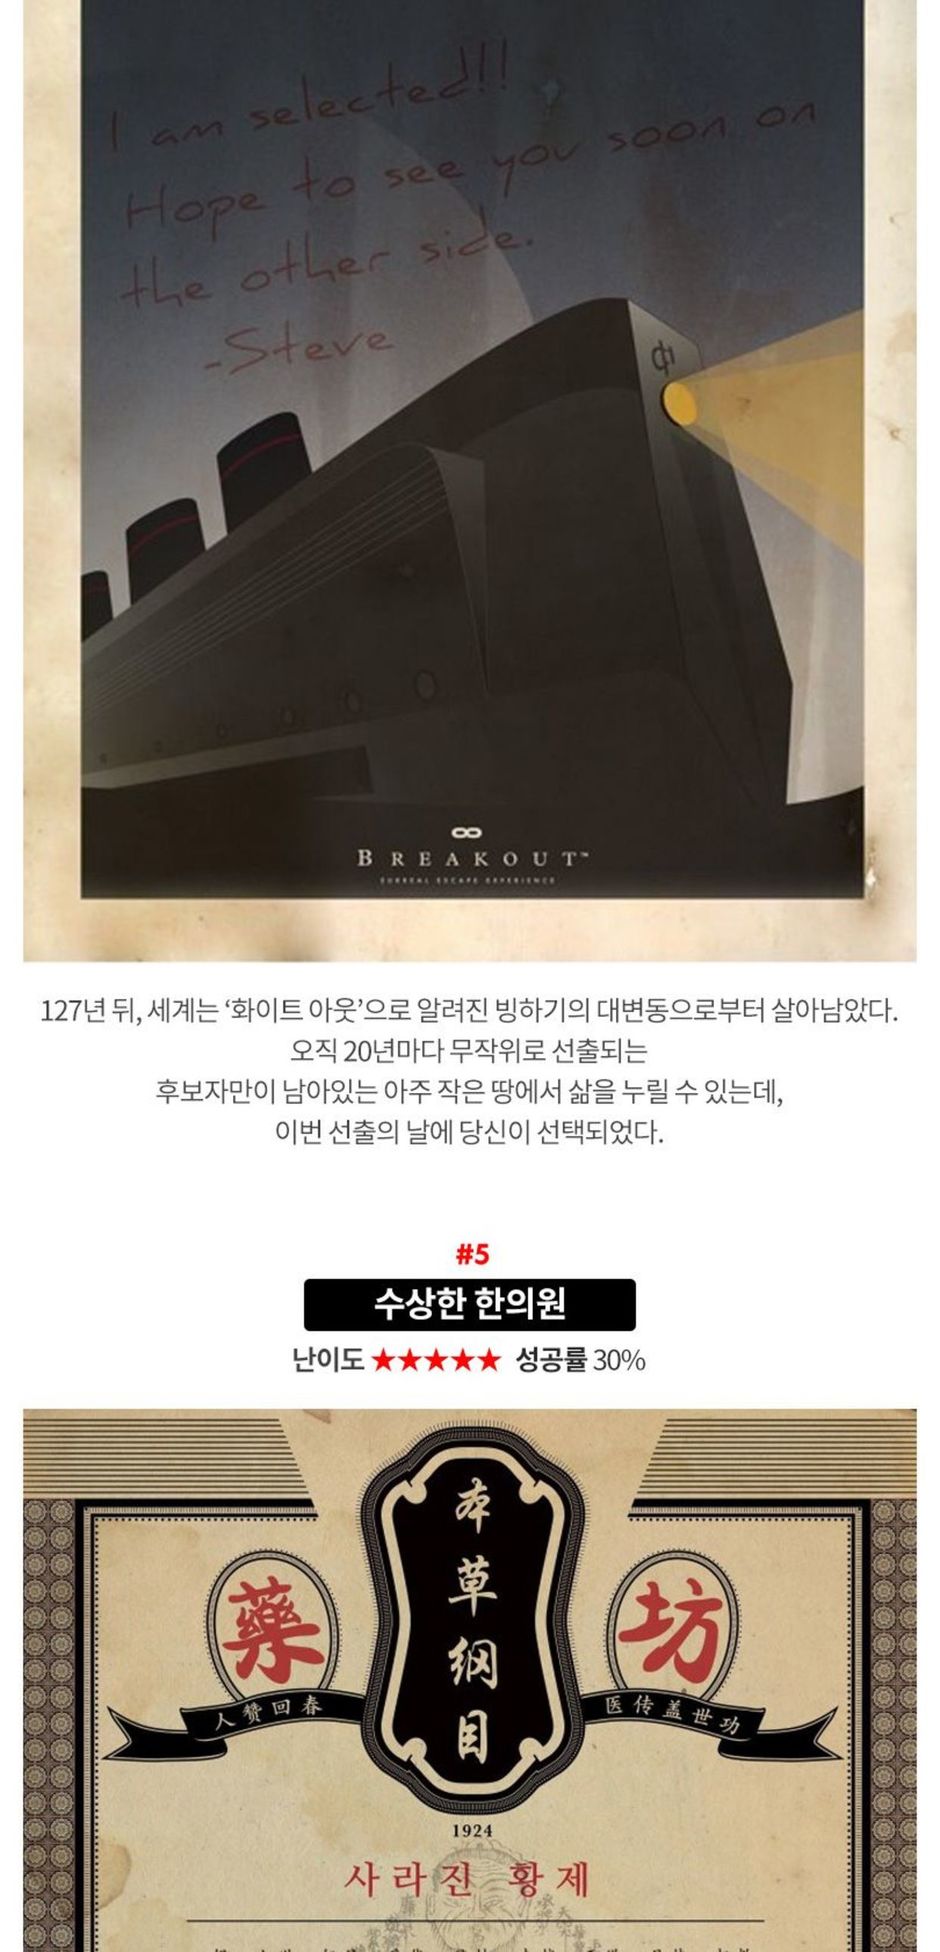 I am selected!!
Hope to see you soon on
the other side.
-Steve
BREAKOUT™
SURREAL ESCAPE EXPERIENCE
127년 뒤, 세계는 ‘화이트 아웃’으로 알려진 빙하기의 대변동으로부터 살아남았다.
오직 20년마다 무작위로 선출되는
후보자만이 남아있는 아주 작은 땅에서 삶을 누릴 수 있는데,
이번 선출의 날에 당신이 선택되었다.
#5
수상한 한의원
난이도 ★★★★★ 성공률 30%
本草纲目
藥 坊
人赞回春 医传盖世功
1924
사라진 황제